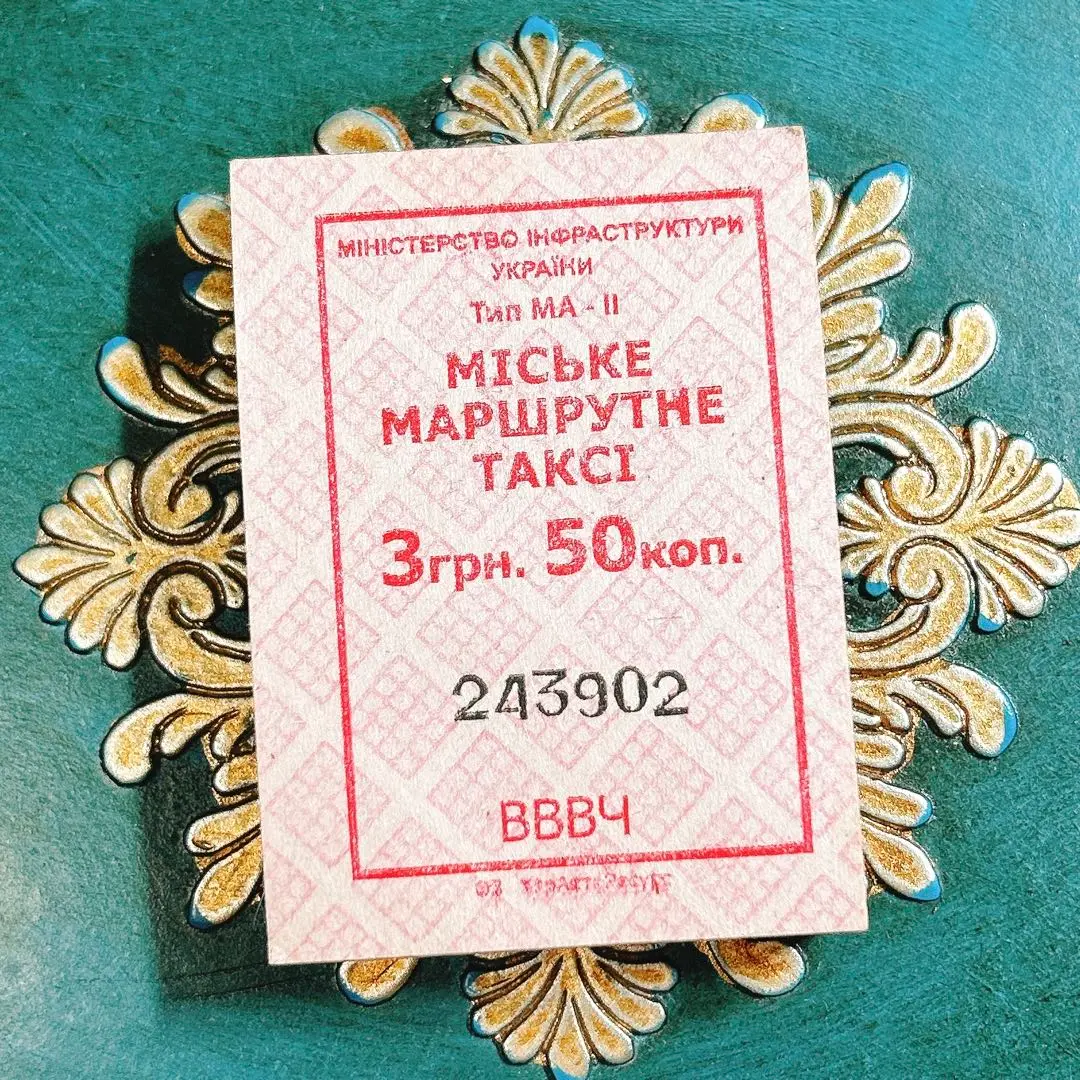 МІНІСТЕРСТВО ІНФРАСТРУКТУРИ
УКРАЇНИ
Тип МА - ІІ
МІСЬКЕ
МАРШРУТНЕ
ТАКСІ
3грн. 50коп.
243902
ВВВЧ